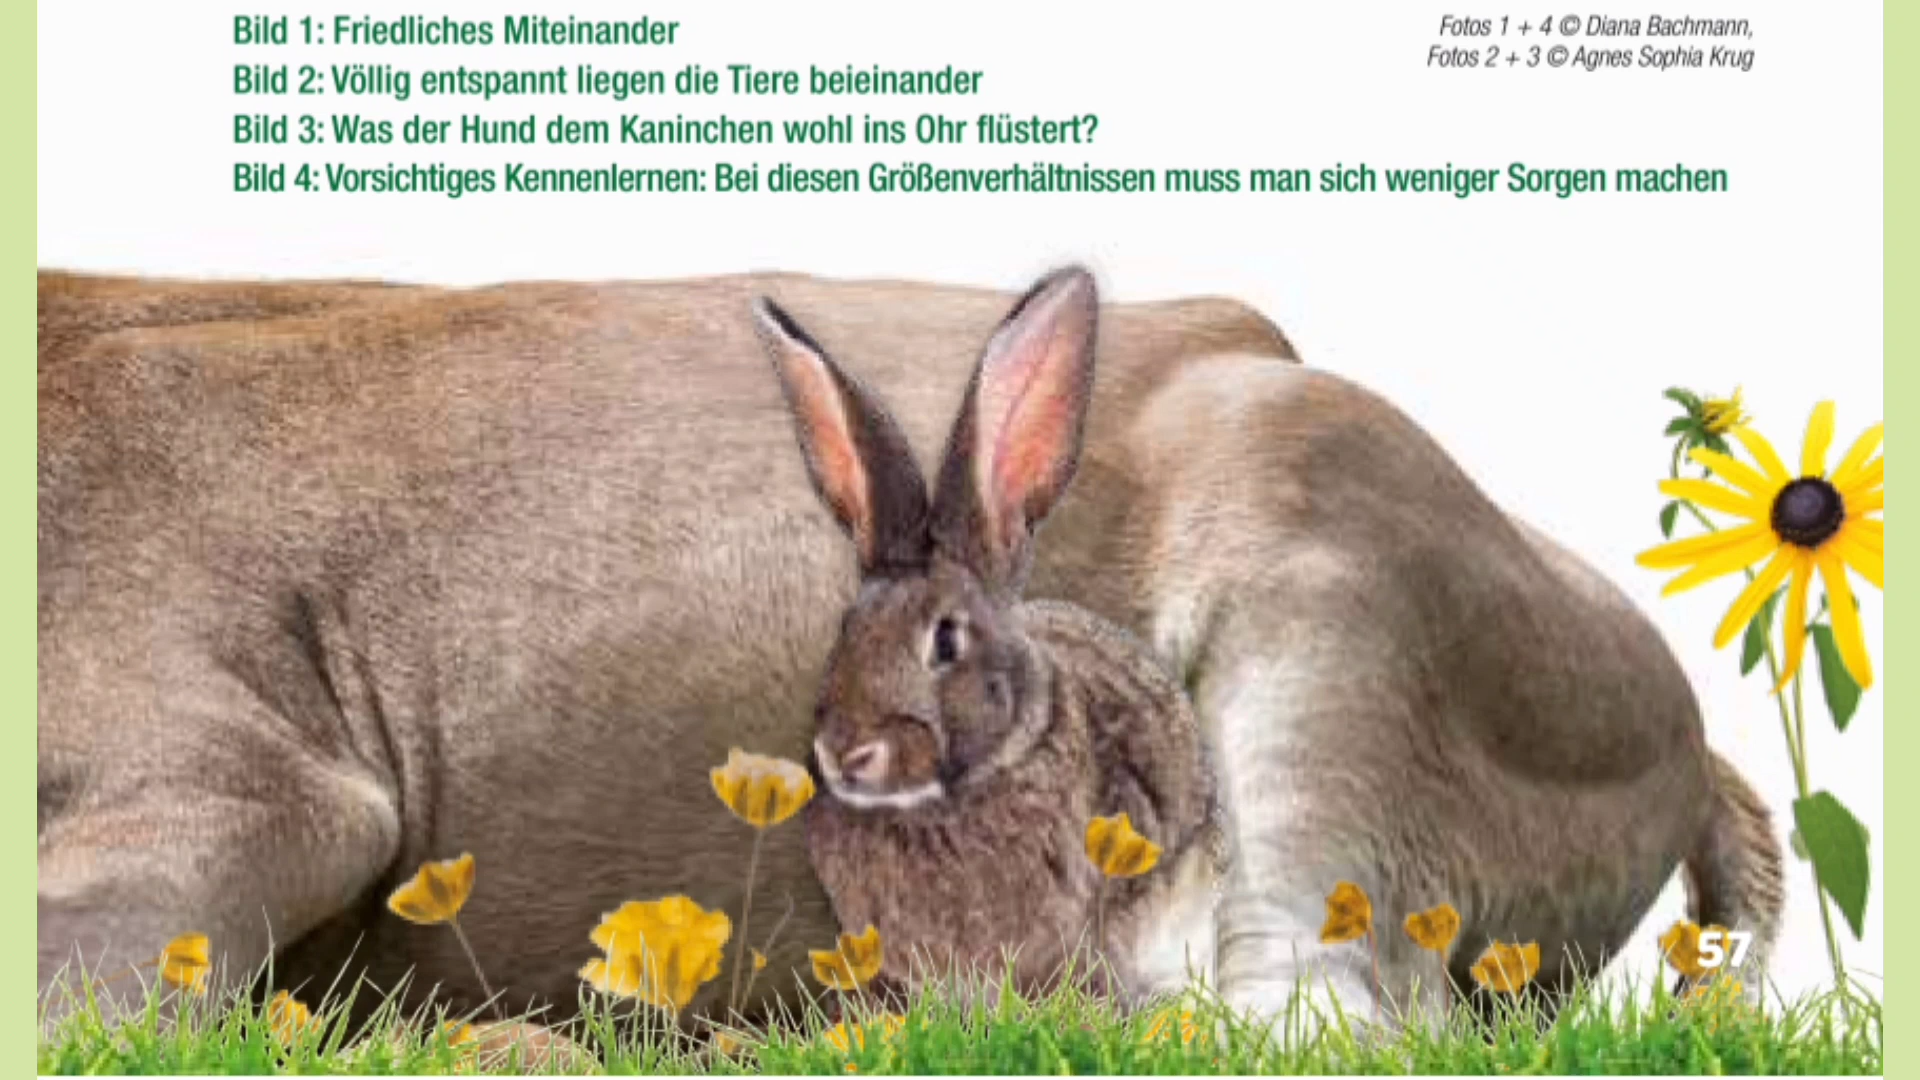 Bild 1: Friedliches Miteinander
Bild 2: Völlig entspannt liegen die Tiere beieinander
Bild 3: Was der Hund dem Kaninchen wohl ins Ohr flüstert?
Bild 4: Vorsichtiges Kennenlernen: Bei diesen Größenverhältnissen muss man sich weniger Sorgen machen
Fotos 1 + 4 © Diana Bachmann,
Fotos 2 + 3 © Agnes Sophia Krug
57